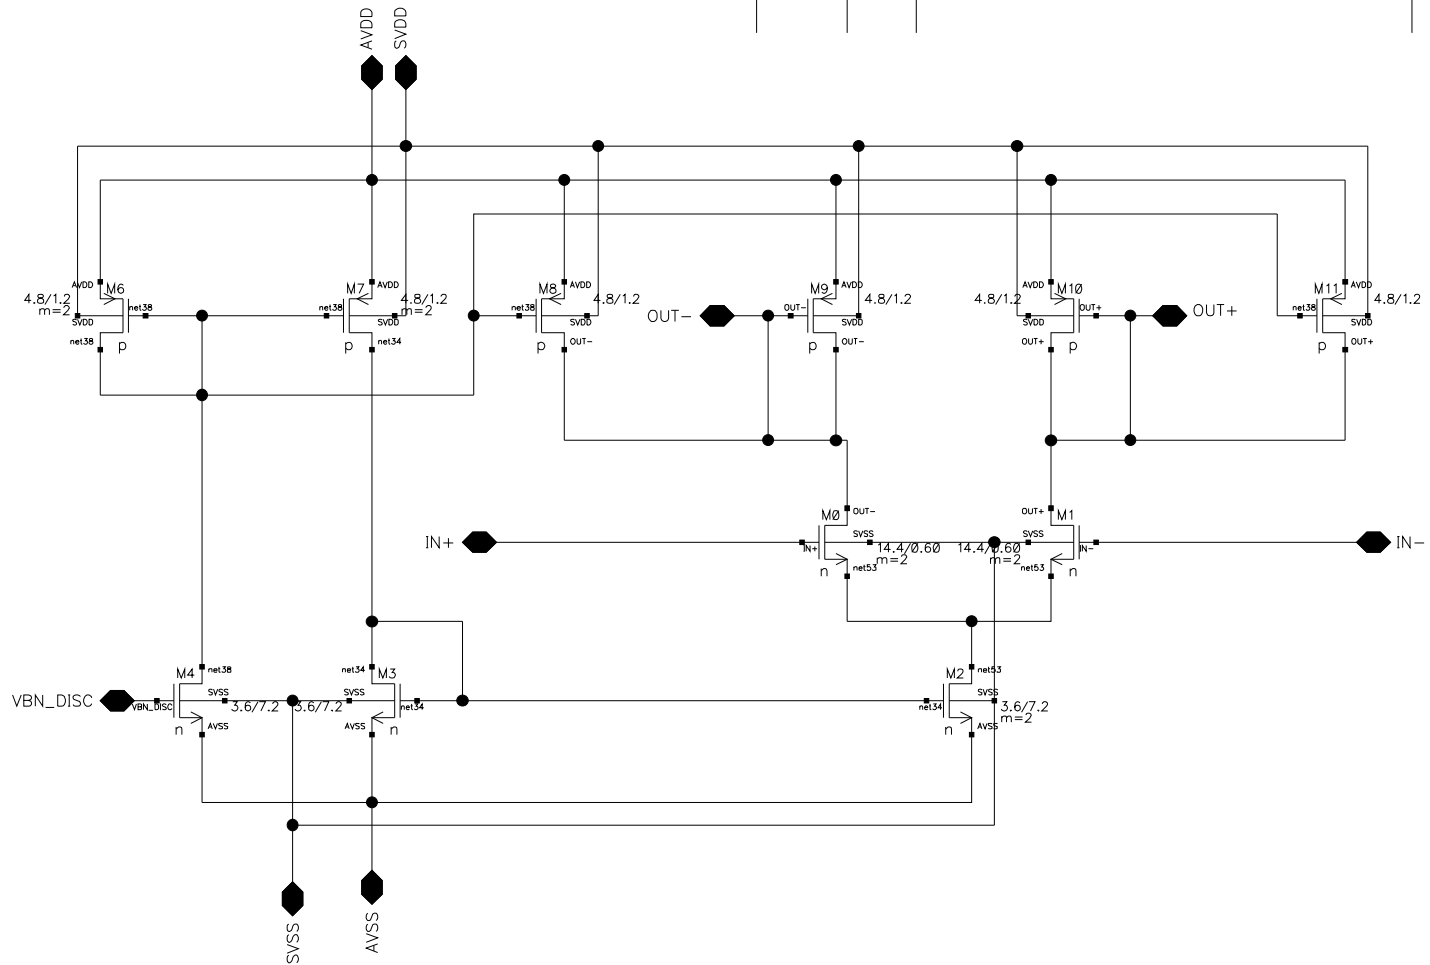 AVDD
SVDD
AVDD
M6
4.8/1.2
m=2
SVDD
net38
net38
p
M7
AVDD
4.8/1.2
m=2
net38
SVDD
p
net34
M8
AVDD
4.8/1.2
net38
SVDD
p
OUT-
OUT-
M9
AVDD
4.8/1.2
OUT-
SVDD
p
OUT-
AVDD
M10
4.8/1.2
OUT+
SVDD
OUT+
p
OUT+
M11
AVDD
4.8/1.2
net38
SVDD
p
OUT+
IN+
M0
OUT-
SVSS
IN+
14.4/0.60
m=2
n
net53
OUT+
M1
SVSS
14.4/0.60
m=2
IN-
net53
n
IN-
VBN_DISC
M4
net38
SVSS
VBN_DISC
3.6/7.2
AVSS
n
net34
M3
SVSS
3.6/7.2
net34
AVSS
n
M2
net53
SVSS
net34
3.6/7.2
m=2
AVSS
n
SVSS
AVSS